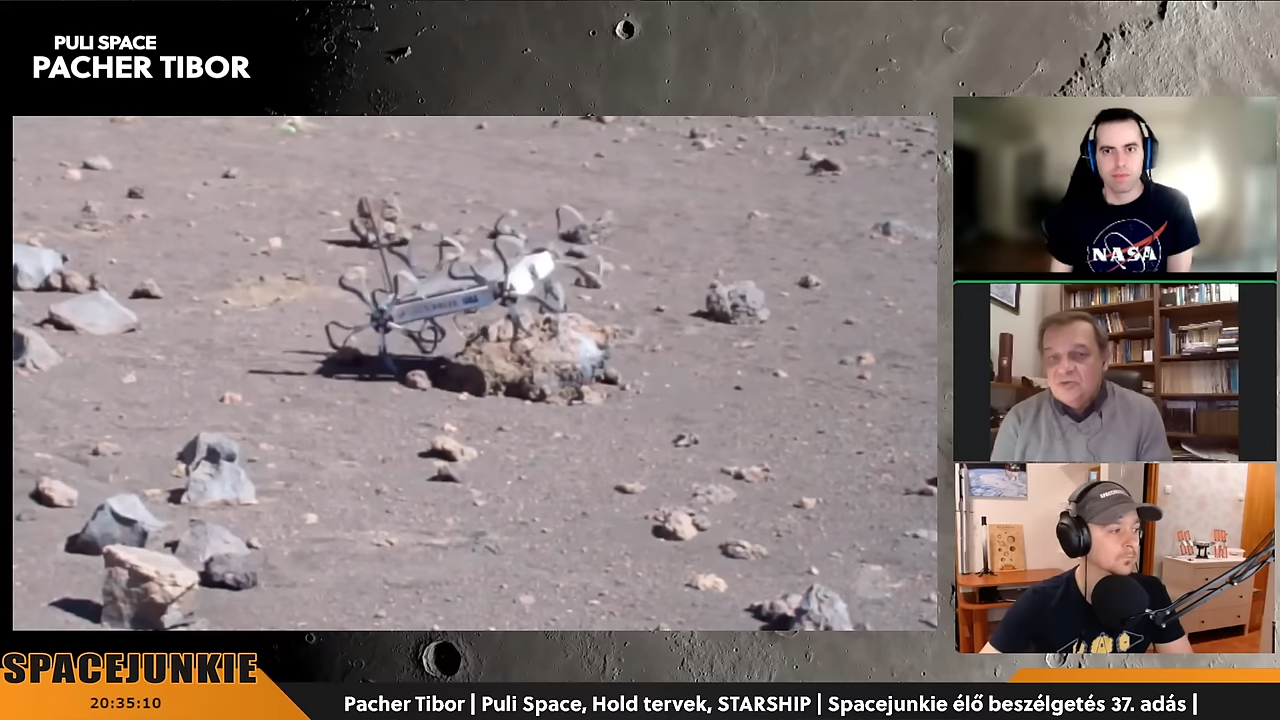 PULI SPACE
PACHER TIBOR
NASA
SPACEJUNKIE
20:35:10
Pacher Tibor | Puli Space, Hold tervek, STARSHIP | Spacejunkie élő beszélgetés 37. adás |